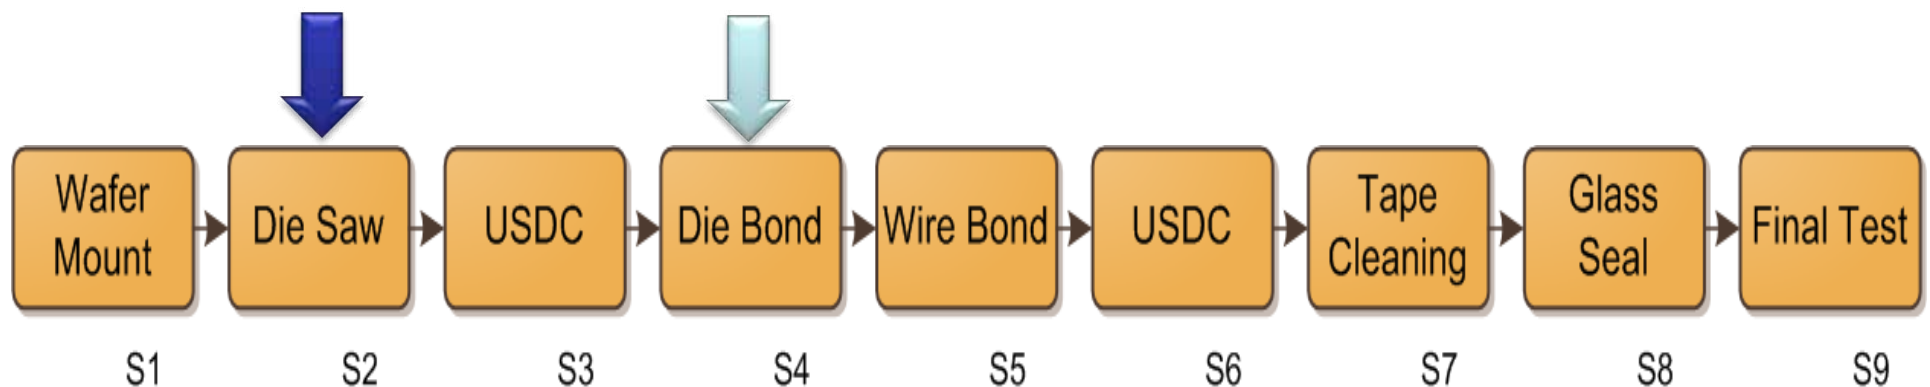 Wafer
Mount
Die Saw
USDC
Die Bond
Wire Bond
USDC
Tape
Cleaning
Glass
Seal
Final Test
S1
S2
S3
S4
S5
S6
S7
S8
S9